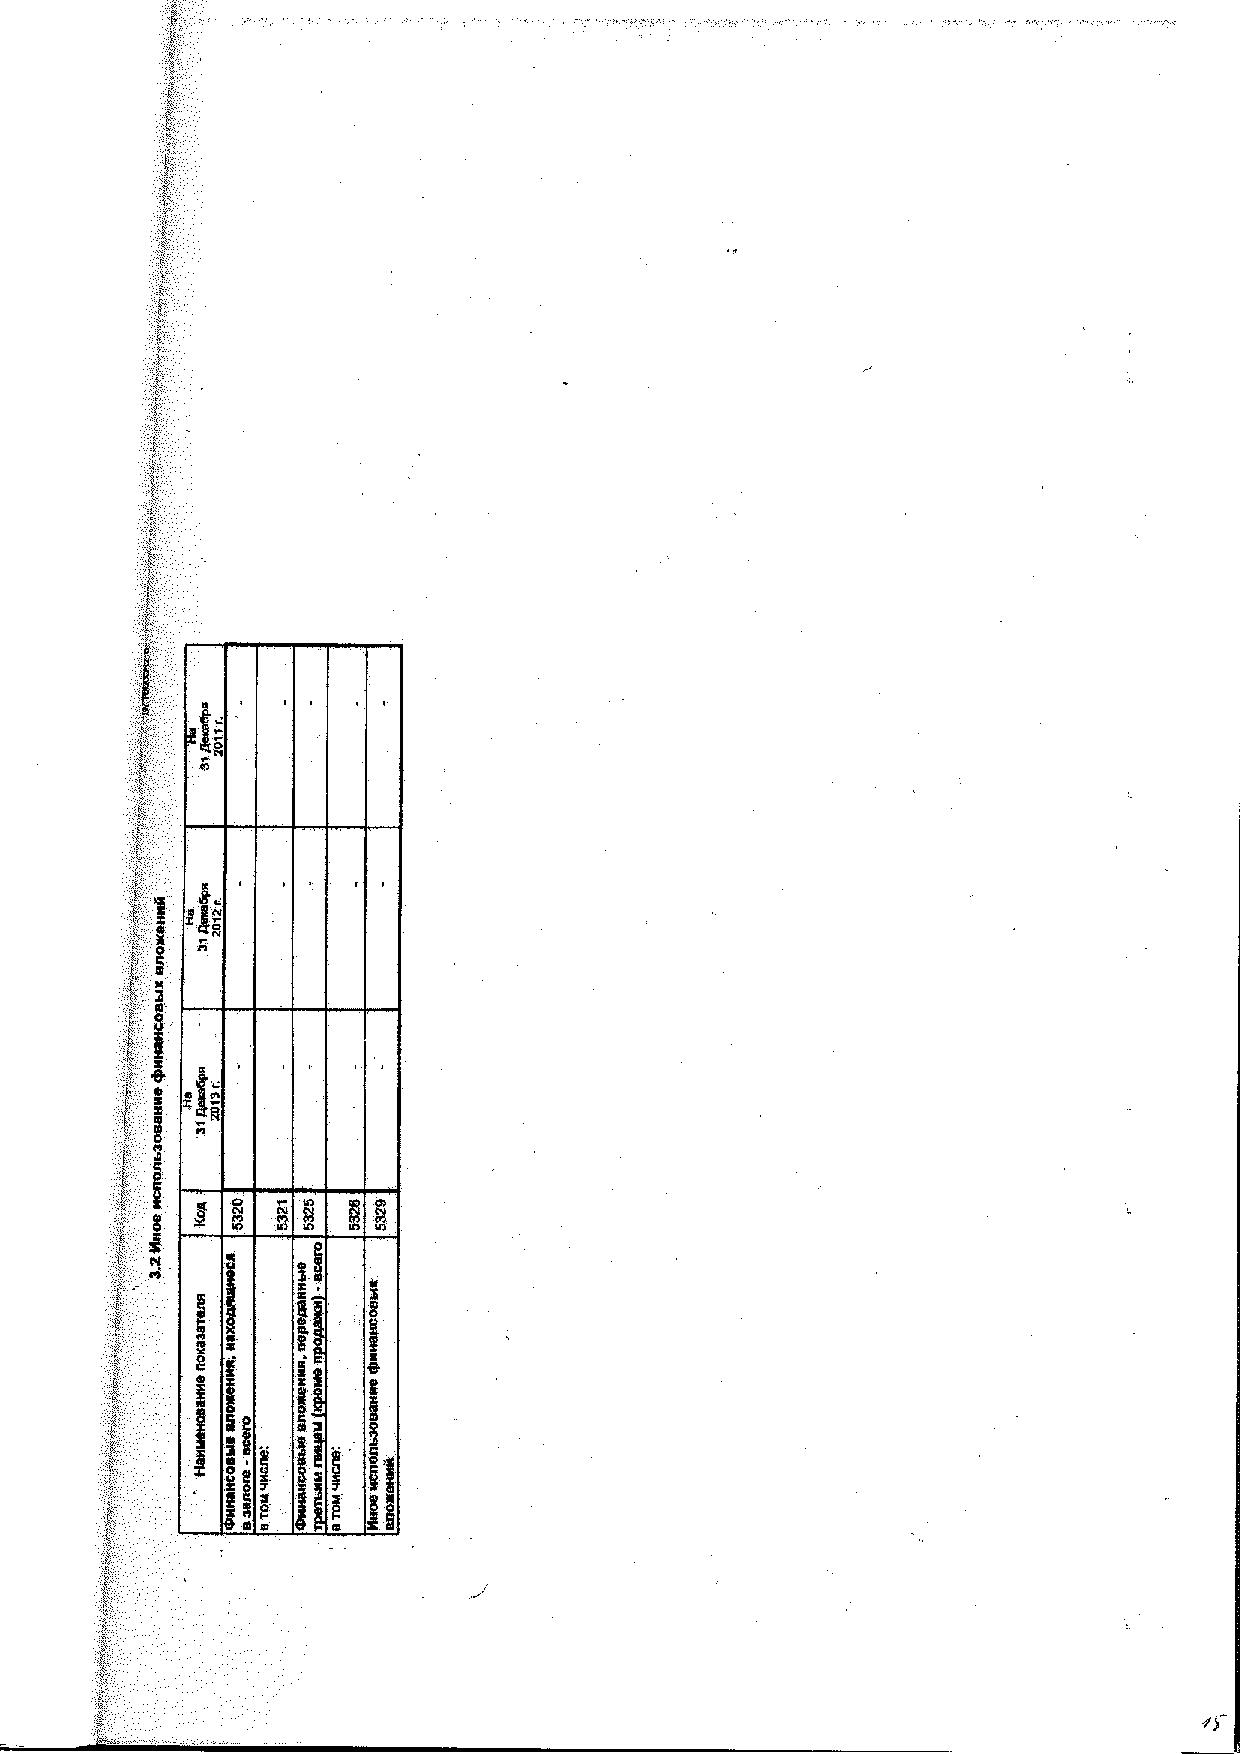 3.2 Иное использование финансовых вложений
Наименование показателя Код На 31 Декабря 2013 г. На 31 Декабря 2012 г. На 31 Декабря 2011 г.
Финансовые вложения, находящиеся
в залоге - всего 5320 - - -
в том числе:
5321 - - -
Финансовые вложения, переданные
третьим лицам (кроме продажи) - всего 5325 - - -
в том числе:
5326 - - -
Иное использование финансовых
вложений 5329 - - -
15